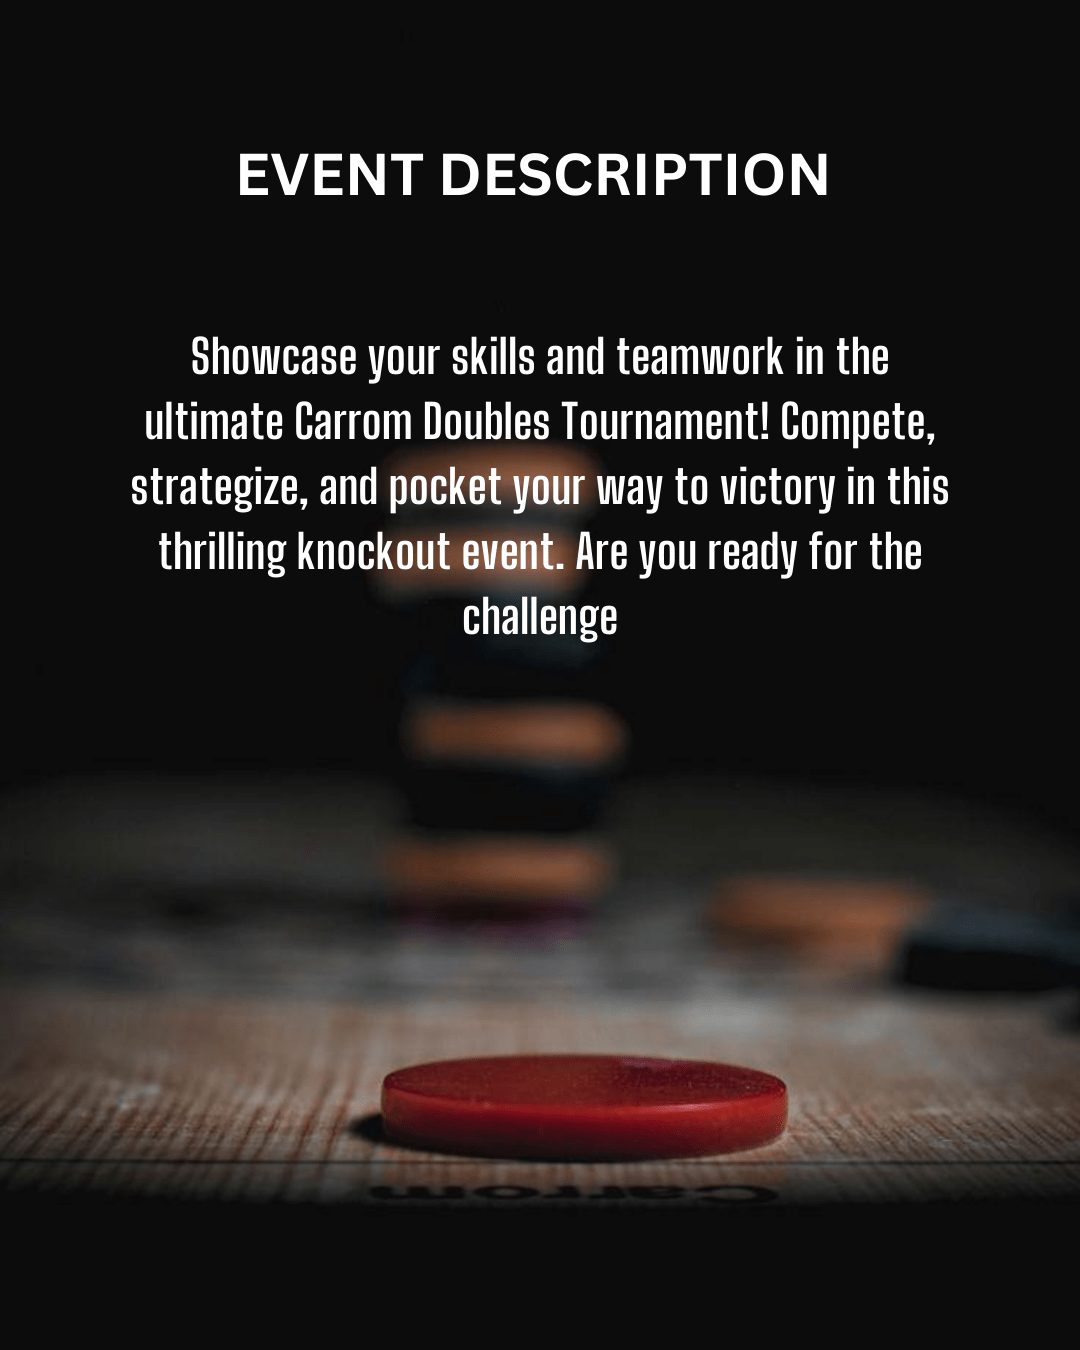 EVENT DESCRIPTION
Showcase your skills and teamwork in the
ultimate Carrom Doubles Tournament! Compete,
strategize, and pocket your way to victory in this
thrilling knockout event. Are you ready for the
challenge
Carrom